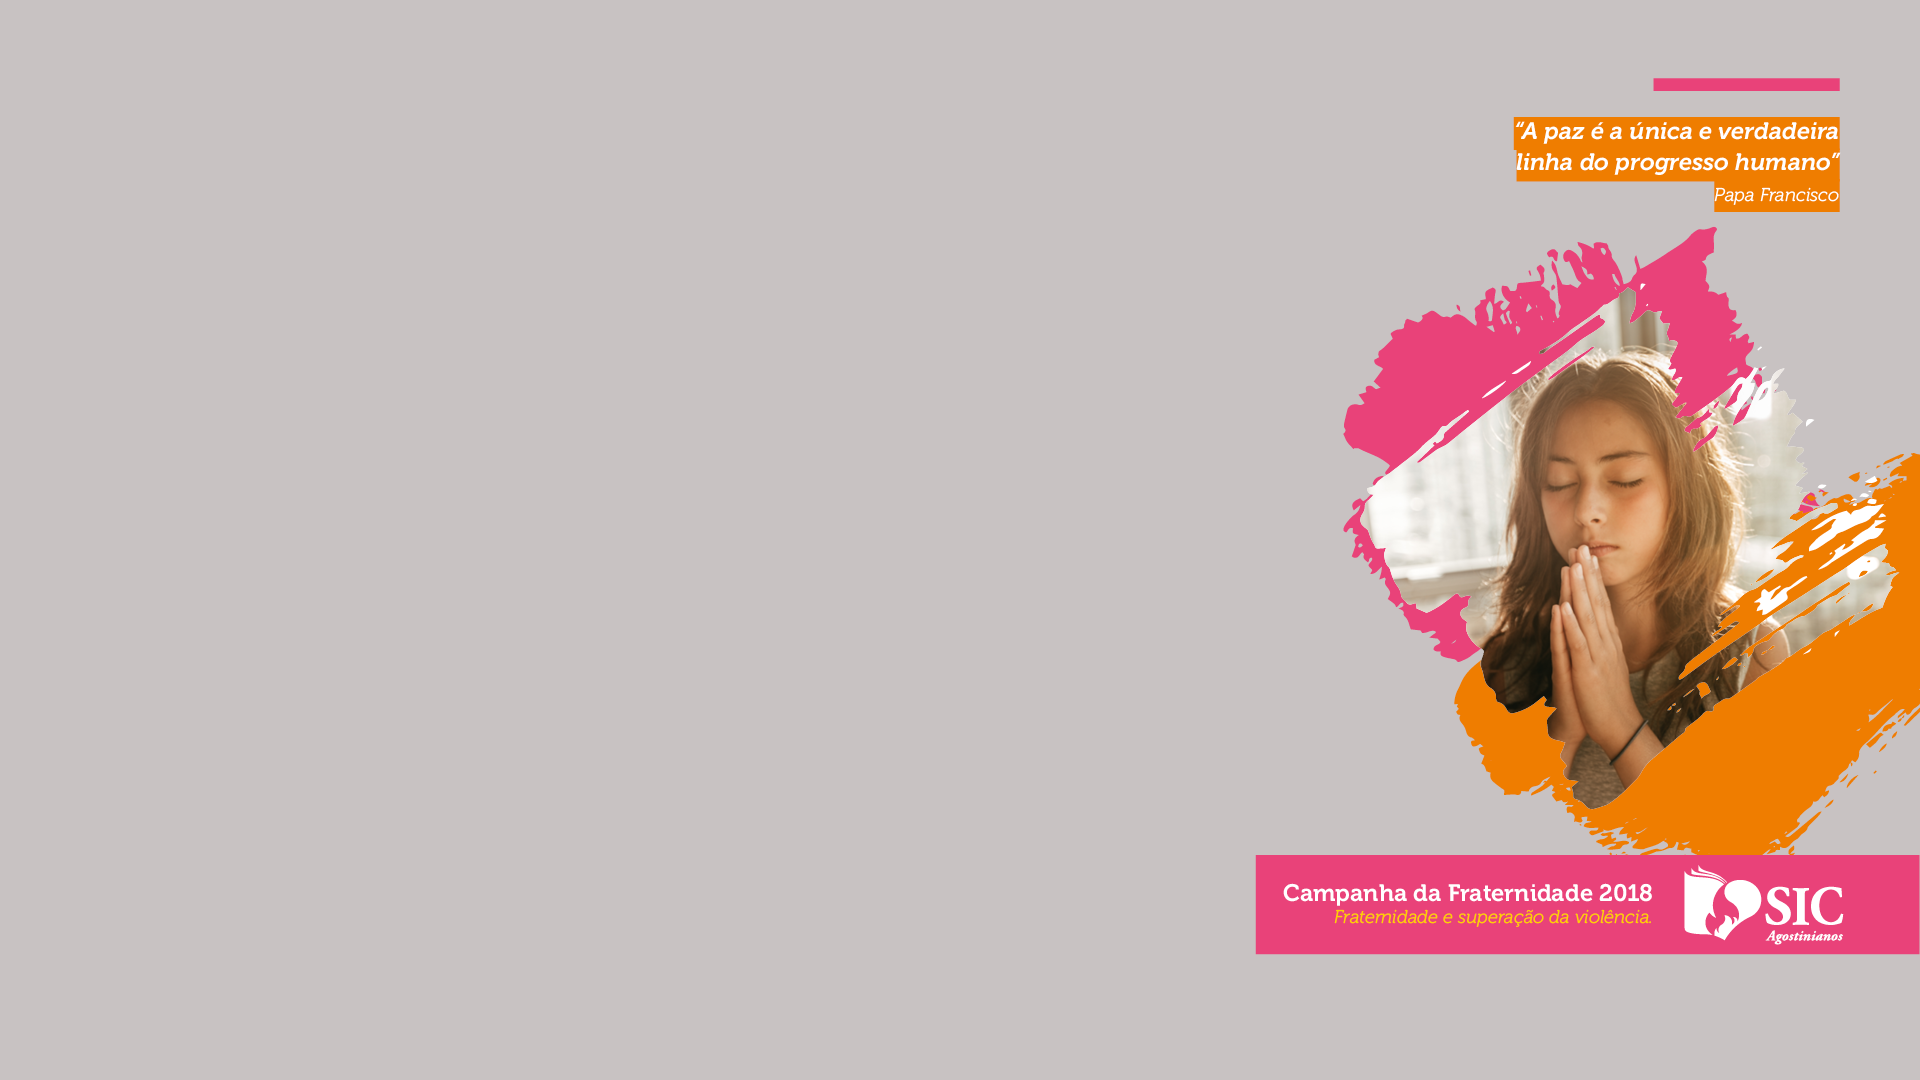 “A paz é a única e verdadeira
linha do progresso humano”
Papa Francisco
Campanha da Fraternidade 2018
Fraternidade e superação da violência.
SIC
Agostinianos